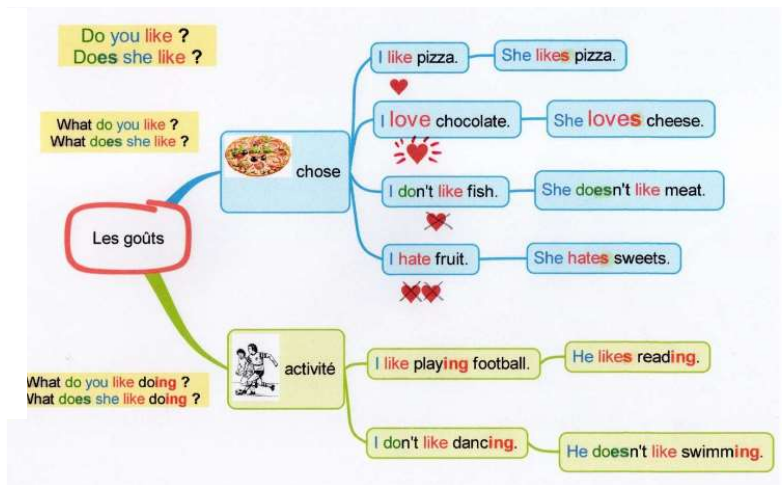 Do you like ?
Does she like ?
What do you like ?
What does she like ?
Les goûts
chose
I like pizza.
She likes pizza.
I love chocolate.
She loves cheese.
I don't like fish.
She doesn't like meat.
I hate fruit.
She hates sweets.
What do you like doing ?
What does she like doing ?
activité
I like playing football.
He likes reading.
I don't like dancing.
He doesn't like swimming.